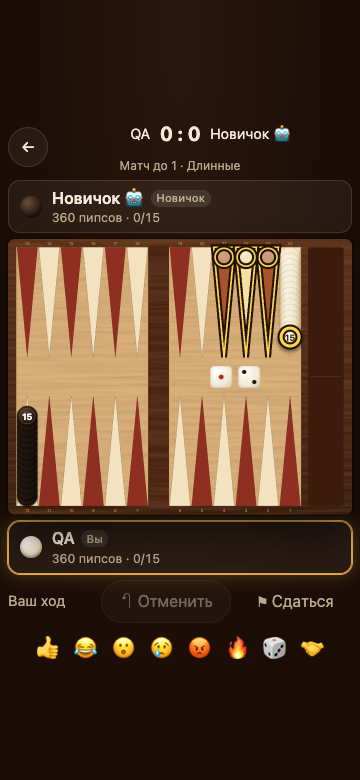 QA 0 : 0 Новичок
Матч до 1 · Длинные
Новичок Новичок
360 пипсов · 0/15
15
15
QA Вы
360 пипсов · 0/15
Ваш ход Отменить Сдаться